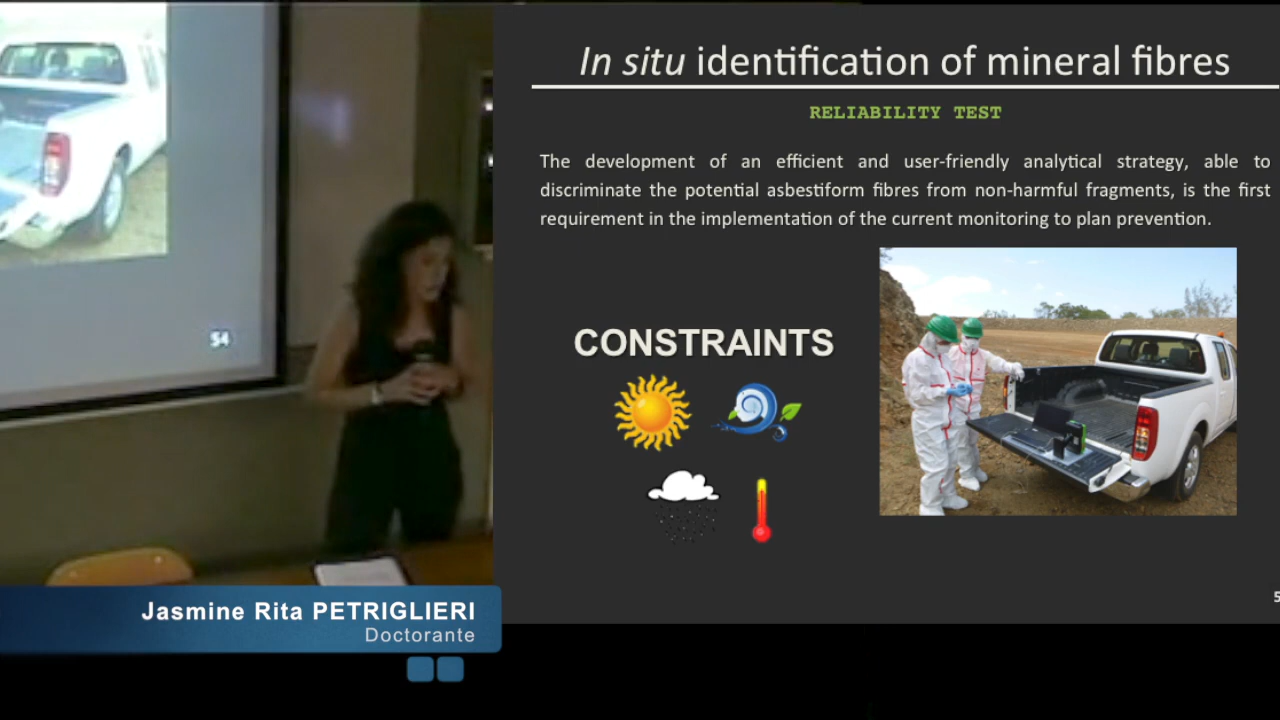 In situ identification of mineral fibres
RELIABILITY TEST
The development of an efficient and user-friendly analytical strategy, able to
discriminate the potential asbestiform fibres from non-harmful fragments, is the first
requirement in the implementation of the current monitoring to plan prevention.
CONSTRAINTS
54
Jasmine Rita PETRIGLIERI
Doctorante
5